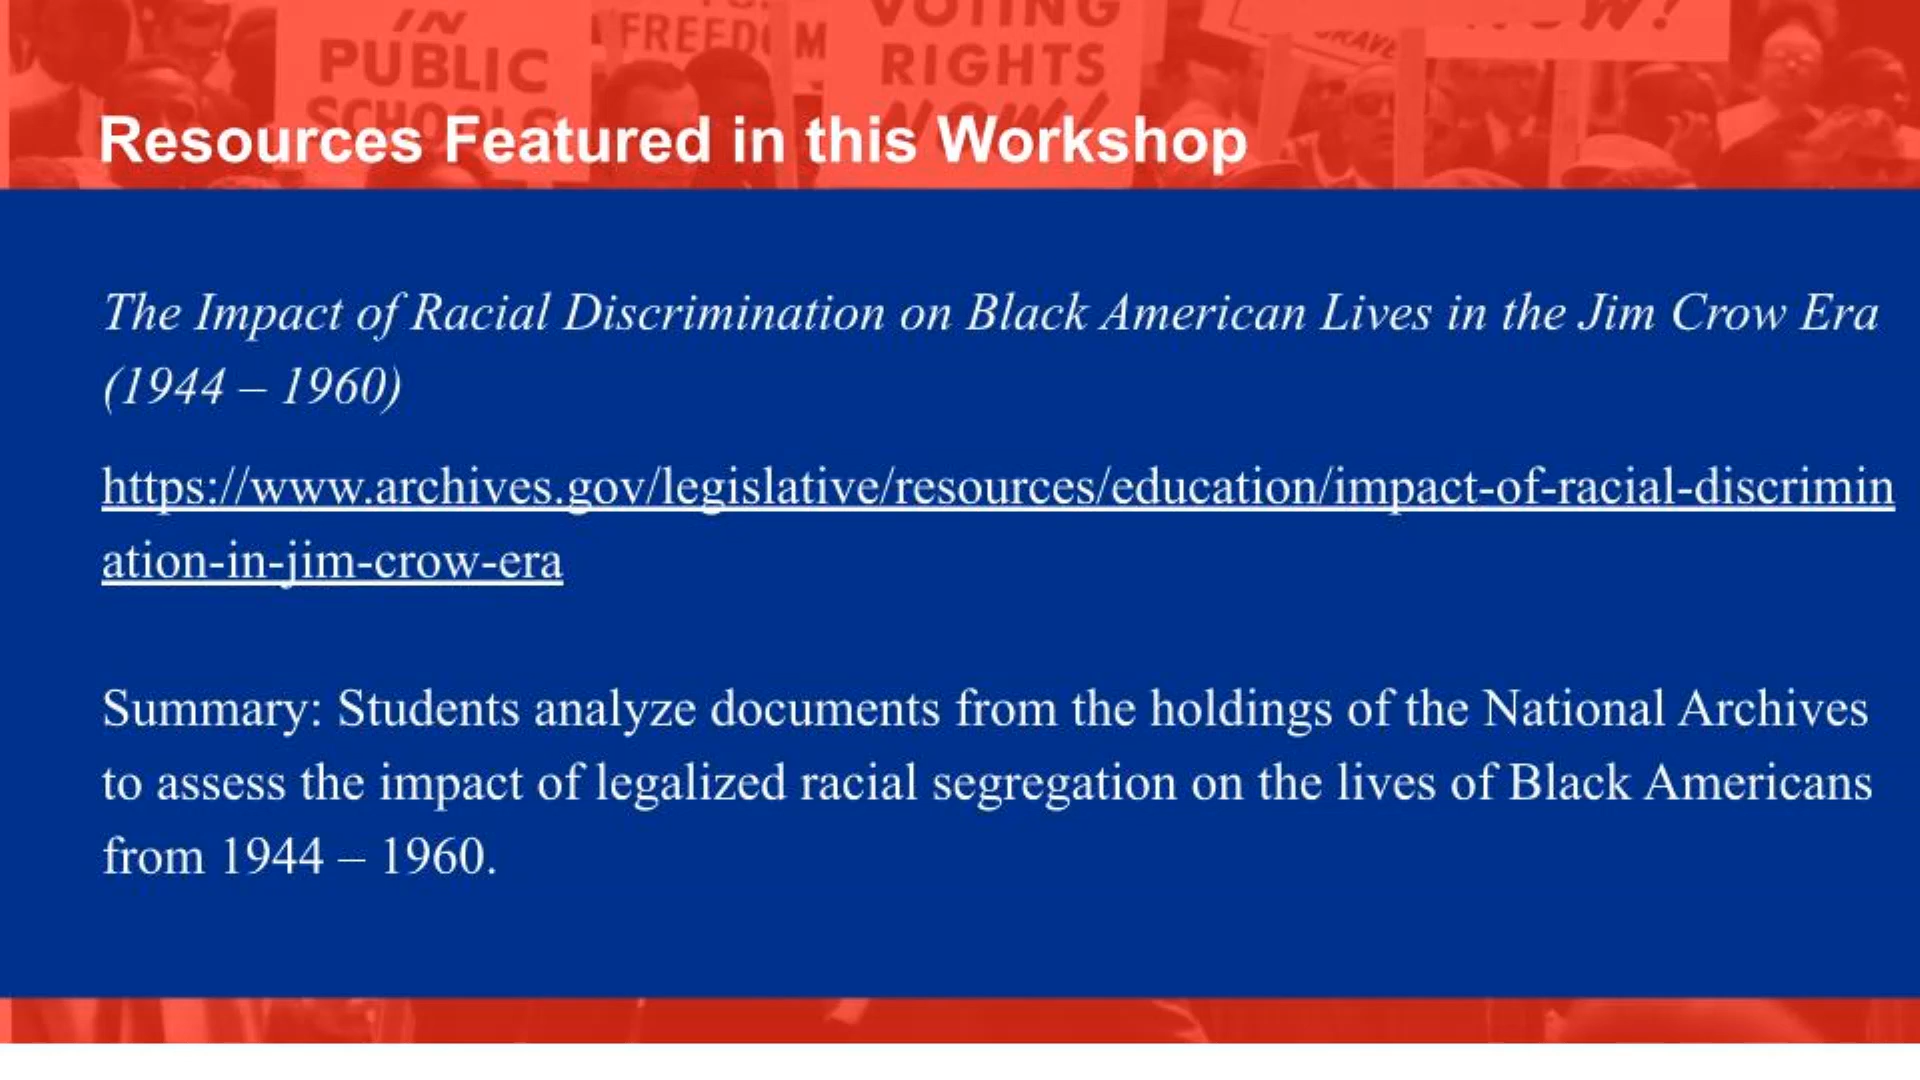 IN
PUBLIC
SCHOOLS
FREEDOM
VOTING
RIGHTS
NOW!
Resources Featured in this Workshop
The Impact of Racial Discrimination on Black American Lives in the Jim Crow Era
(1944 – 1960)
https://www.archives.gov/legislative/resources/education/impact-of-racial-discrimin
ation-in-jim-crow-era
Summary: Students analyze documents from the holdings of the National Archives
to assess the impact of legalized racial segregation on the lives of Black Americans
from 1944 – 1960.